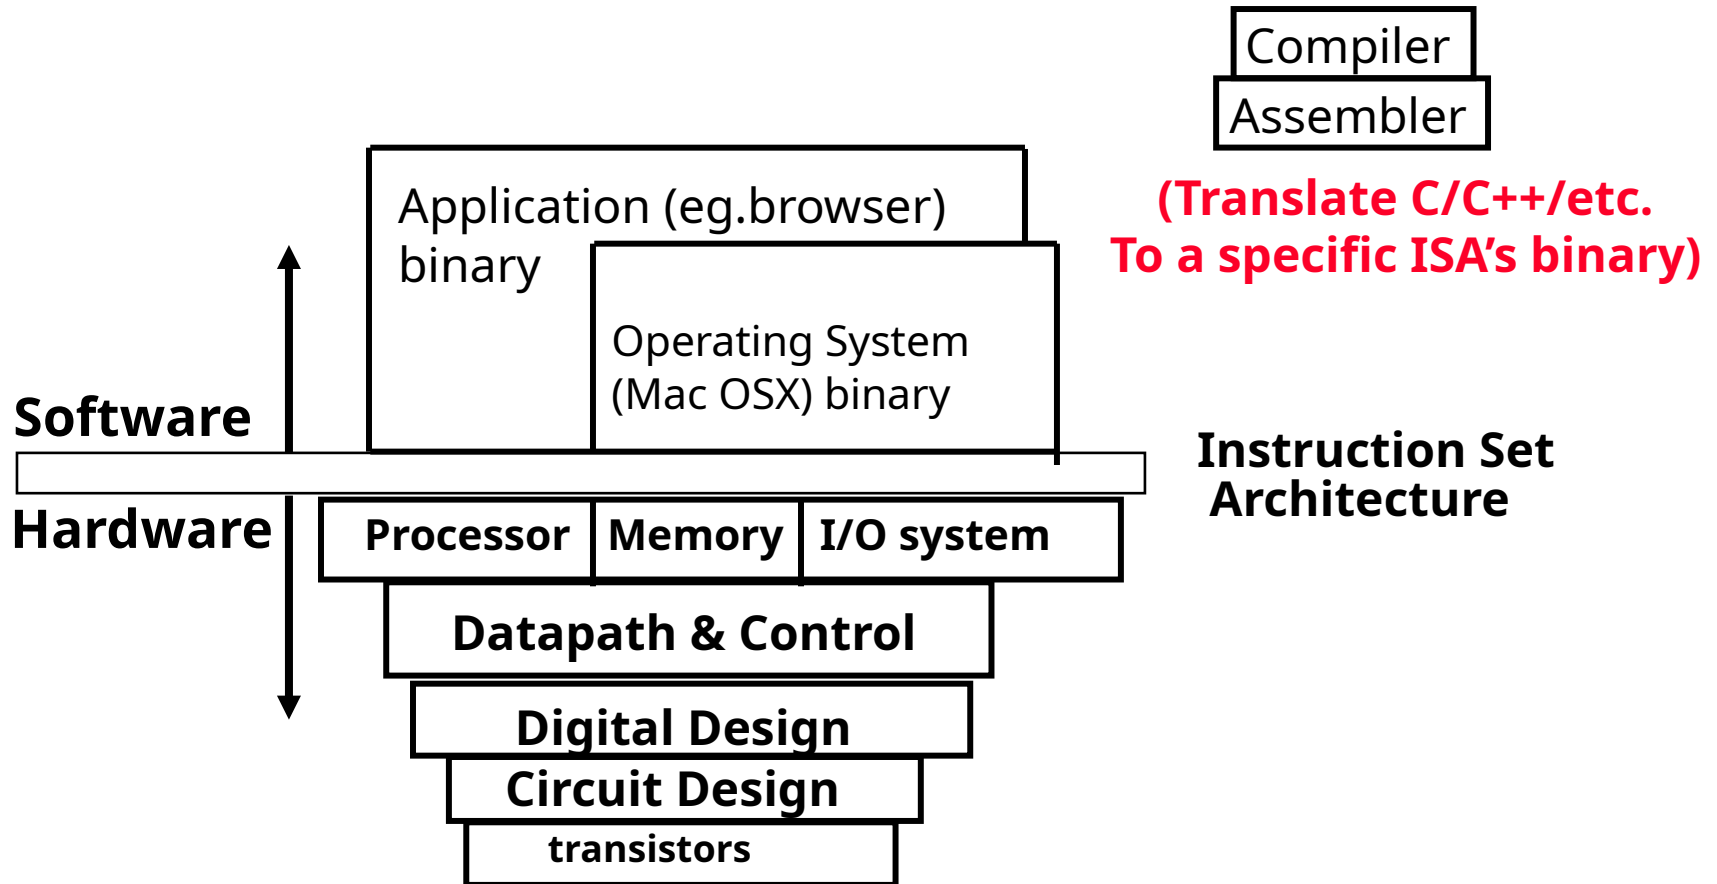 Compiler
Assembler
(Translate C/C++/etc.
To a specific ISA’s binary)
Application (eg.browser)
binary
Operating System
(Mac OSX) binary
Software
Instruction Set
Architecture
Hardware
Processor Memory I/O system
Datapath & Control
Digital Design
Circuit Design
transistors